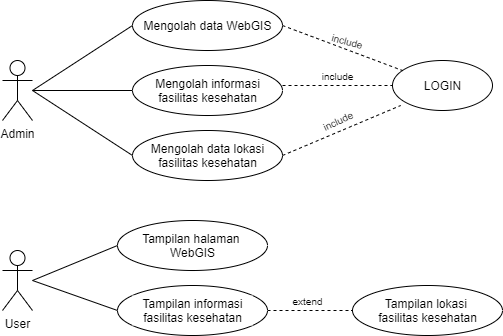 Mengolah data WebGIS
include
Mengolah informasi
fasilitas kesehatan
include
LOGIN
Admin
include
Mengolah data lokasi
fasilitas kesehatan
Tampilan halaman
WebGIS
User
Tampilan informasi
fasilitas kesehatan
extend
Tampilan lokasi
fasilitas kesehatan